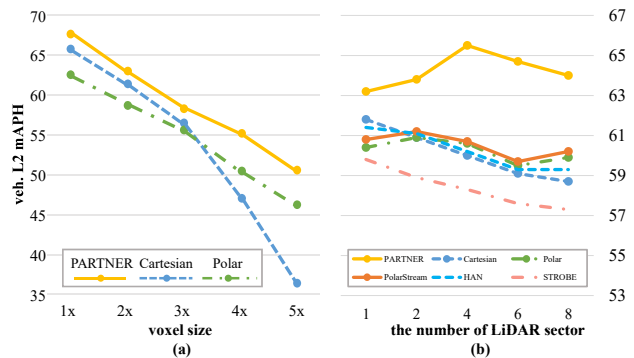 70
65
60
55
50
45
40
35
veh. L2 mAPH
PARTNER Cartesian Polar
1x 2x 3x 4x 5x
voxel size
(a)
67
65
63
61
59
57
55
53
PARTNER Cartesian Polar
PolarStream HAN STROBE
1 2 4 6 8
the number of LiDAR sector
(b)